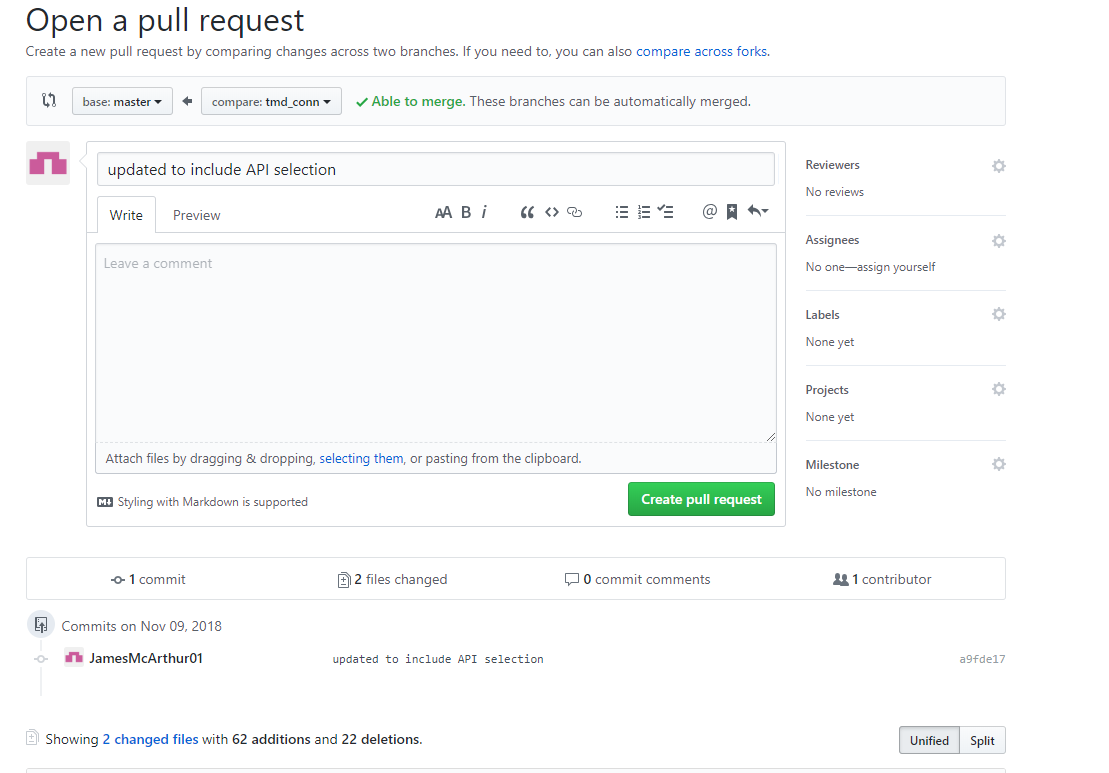 Open a pull request
Create a new pull request by comparing changes across two branches. If you need to, you can also compare across forks.
base: master
compare: tmd_conn
Able to merge. These branches can be automatically merged.
updated to include API selection
Write
Preview
AA B i
Leave a comment
Attach files by dragging & dropping, selecting them, or pasting from the clipboard.
Styling with Markdown is supported
Create pull request
Reviewers
No reviews
Assignees
No one—assign yourself
Labels
None yet
Projects
None yet
Milestone
No milestone
1 commit
2 files changed
0 commit comments
1 contributor
Commits on Nov 09, 2018
JamesMcArthur01
updated to include API selection
a9fde17
Showing 2 changed files with 62 additions and 22 deletions.
Unified
Split